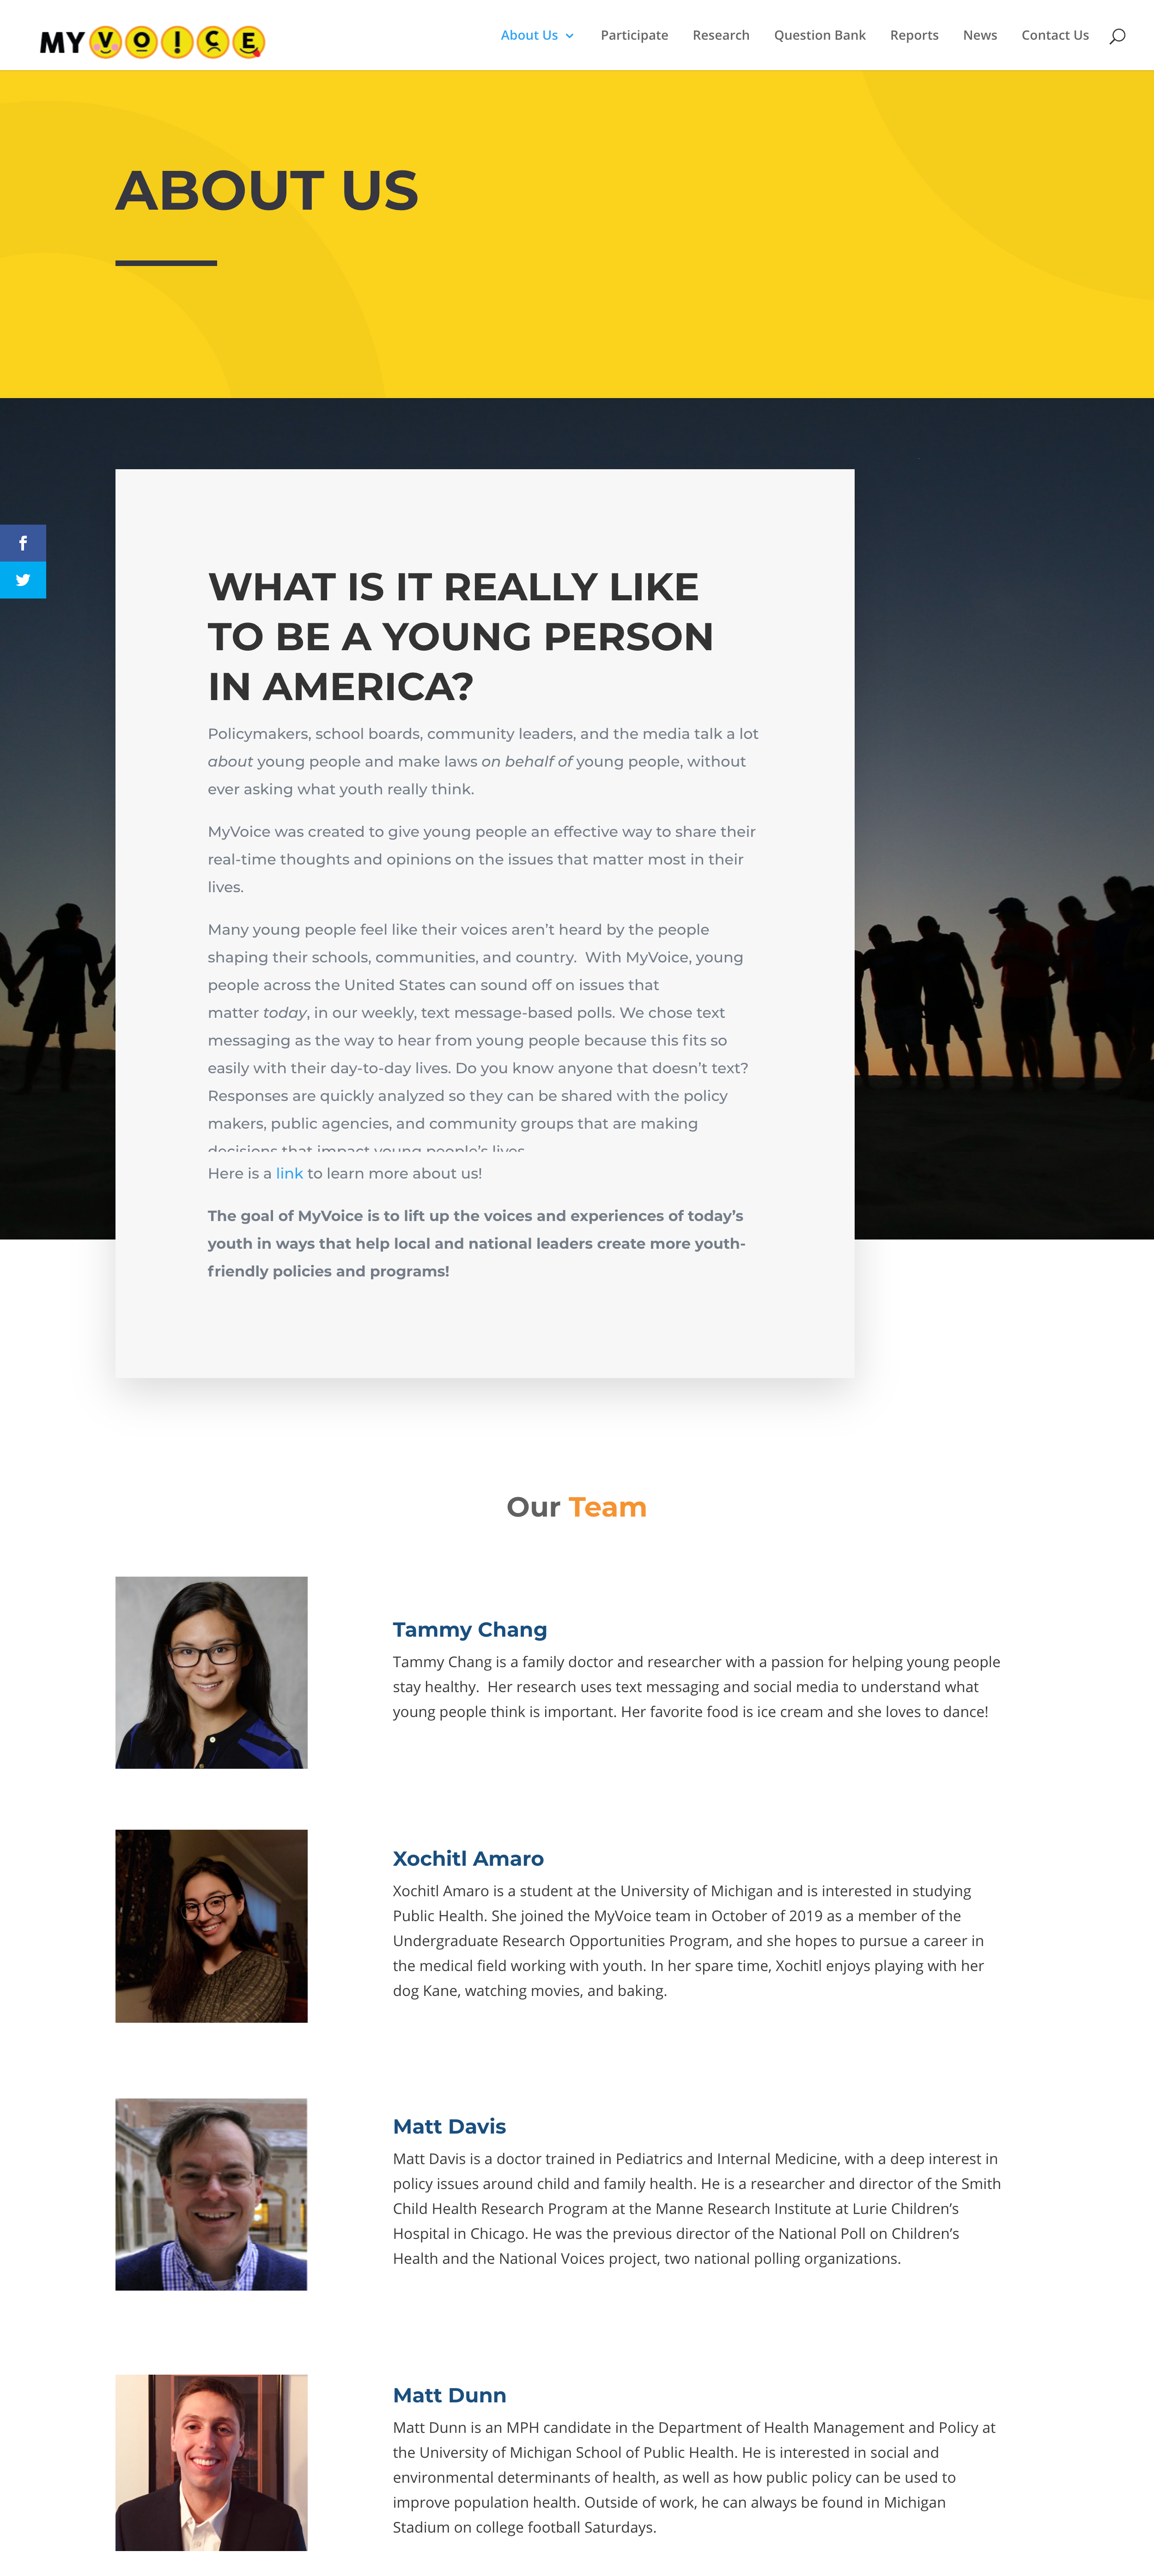 MY VOICE
About Us
Participate
Research
Question Bank
Reports
News
Contact Us
ABOUT US
WHAT IS IT REALLY LIKE
TO BE A YOUNG PERSON
IN AMERICA?
Policymakers, school boards, community leaders, and the media talk a lot
about young people and make laws on behalf of young people, without
ever asking what youth really think.
MyVoice was created to give young people an effective way to share their
real-time thoughts and opinions on the issues that matter most in their
lives.
Many young people feel like their voices aren’t heard by the people
shaping their schools, communities, and country.  With MyVoice, young
people across the United States can sound off on issues that
matter today, in our weekly, text message-based polls. We chose text
messaging as the way to hear from young people because this fits so
easily with their day-to-day lives. Do you know anyone that doesn’t text?
Responses are quickly analyzed so they can be shared with the policy
makers, public agencies, and community groups that are making
decisions that impact young people’s lives.
Here is a link to learn more about us!
The goal of MyVoice is to lift up the voices and experiences of today’s
youth in ways that help local and national leaders create more youth-
friendly policies and programs!
Our Team
Tammy Chang
Tammy Chang is a family doctor and researcher with a passion for helping young people
stay healthy.  Her research uses text messaging and social media to understand what
young people think is important. Her favorite food is ice cream and she loves to dance!
Xochitl Amaro
Xochitl Amaro is a student at the University of Michigan and is interested in studying
Public Health. She joined the MyVoice team in October of 2019 as a member of the
Undergraduate Research Opportunities Program, and she hopes to pursue a career in
the medical field working with youth. In her spare time, Xochitl enjoys playing with her
dog Kane, watching movies, and baking.
Matt Davis
Matt Davis is a doctor trained in Pediatrics and Internal Medicine, with a deep interest in
policy issues around child and family health. He is a researcher and director of the Smith
Child Health Research Program at the Manne Research Institute at Lurie Children’s
Hospital in Chicago. He was the previous director of the National Poll on Children’s
Health and the National Voices project, two national polling organizations.
Matt Dunn
Matt Dunn is an MPH candidate in the Department of Health Management and Policy at
the University of Michigan School of Public Health. He is interested in social and
environmental determinants of health, as well as how public policy can be used to
improve population health. Outside of work, he can always be found in Michigan
Stadium on college football Saturdays.